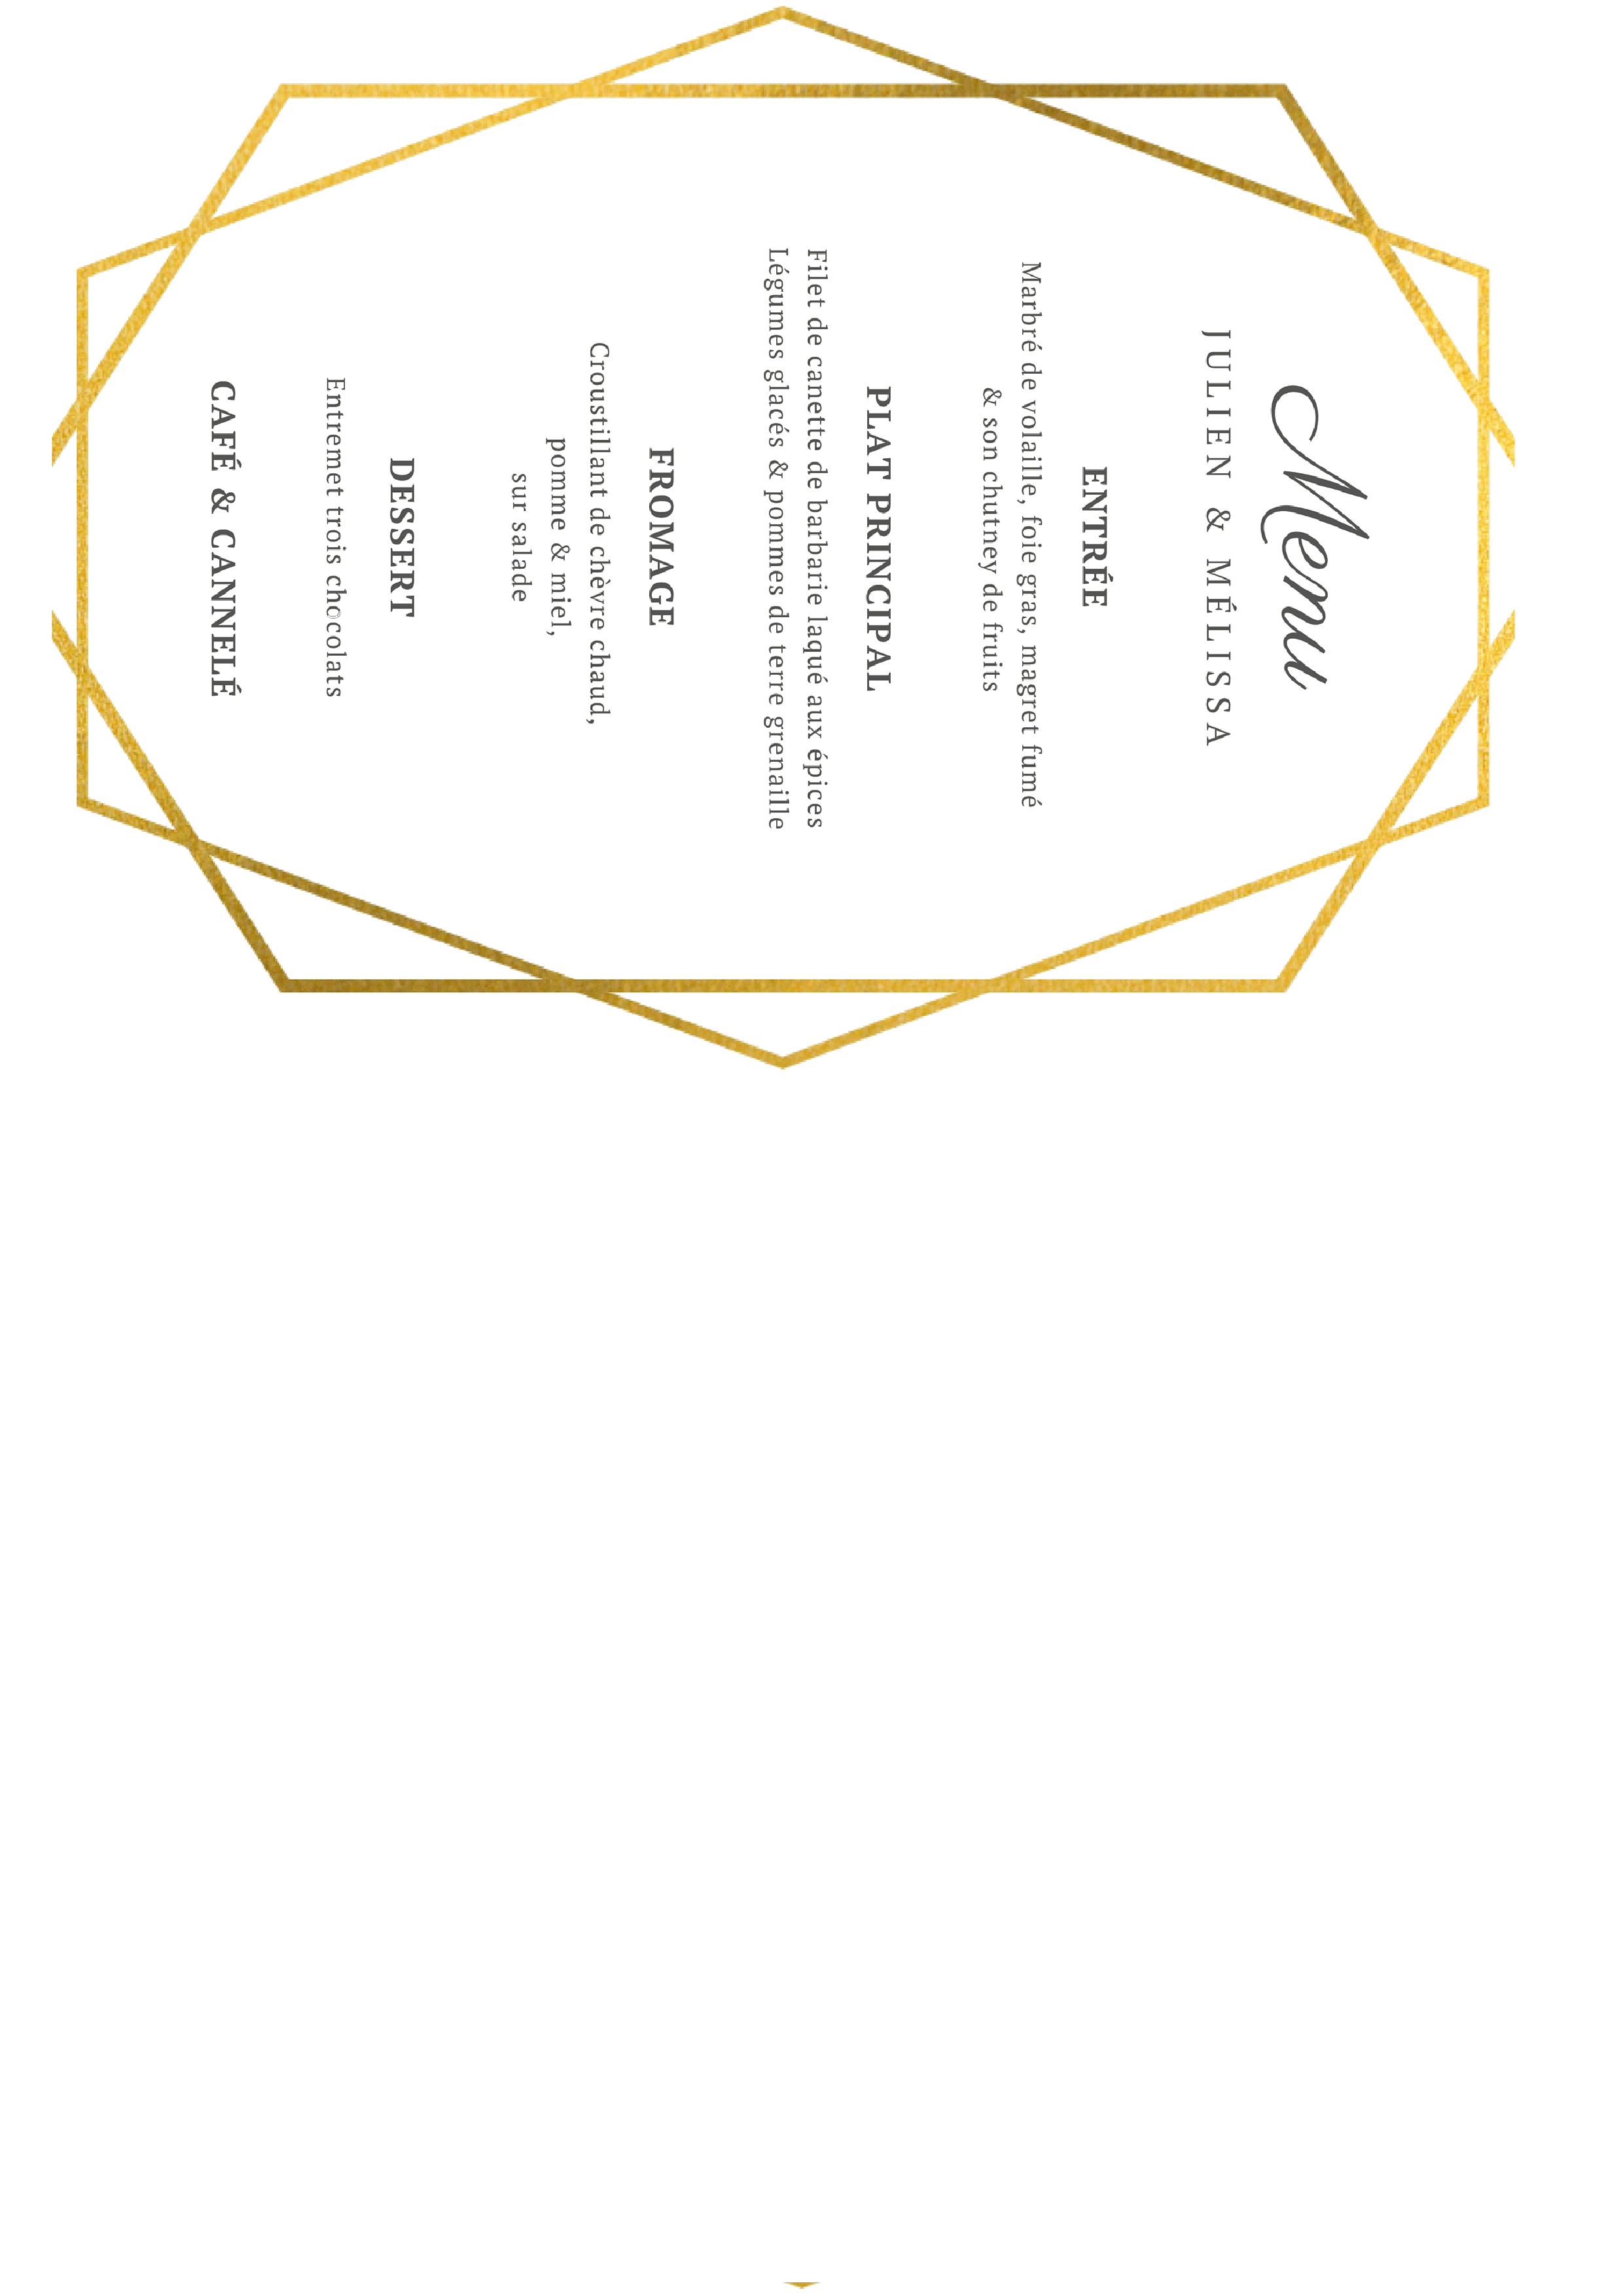 Menu
JULIEN & MÉLISSA
ENTRÉE
Marbré de volaille, foie gras, magret fumé
& son chutney de fruits
PLAT PRINCIPAL
Filet de canette de barbarie laqué aux épices
Légumes glacés & pommes de terre grenaille
FROMAGE
Croustillant de chèvre chaud,
pomme & miel,
sur salade
DESSERT
Entremet trois chocolats
CAFÉ & CANNELÉ